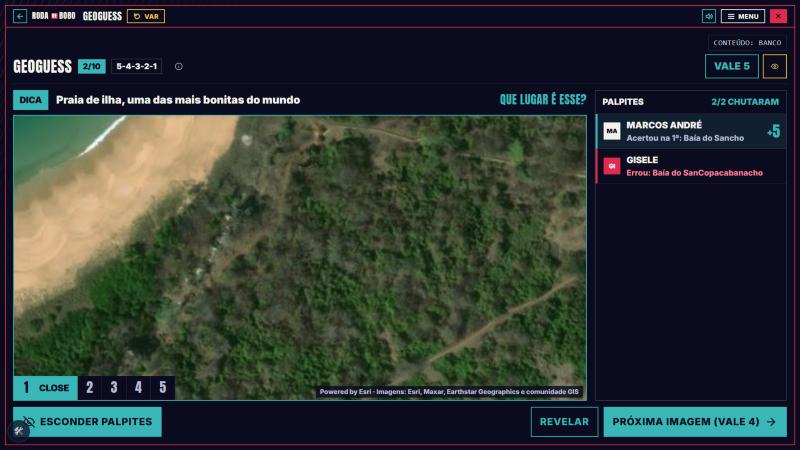 RODA OU BOBO GEOGUESS VAR
MENU
CONTEÚDO: BANCO
GEOGUESS 2/10 5-4-3-2-1
VALE 5
DICA Praia de ilha, uma das mais bonitas do mundo QUE LUGAR É ESSE?
PALPITES 2/2 CHUTARAM
MA MARCOS ANDRÉ +5
Acertou na 1ª: Baía do Sancho
GI GISELE
Errou: Baía do SanCopacabanacho
1 CLOSE 2 3 4 5
Powered by Esri · Imagens: Esri, Maxar, Earthstar Geographics e comunidade GIS
ESCONDER PALPITES
REVELAR
PRÓXIMA IMAGEM (VALE 4)